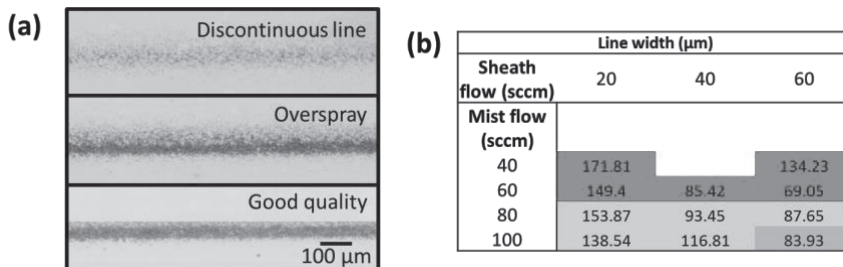 (a)
Discontinuous line
Overspray
Good quality
100 µm
(b)
Line width (µm)
Sheath flow (sccm) 20 40 60
Mist flow (sccm)
40 171.81 134.23
60 149.4 85.42 69.05
80 153.87 93.45 87.65
100 138.54 116.81 83.93